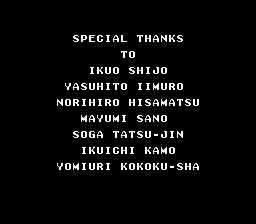 SPECIAL THANKS
TO
IKUO SHIJO
YASUHITO IIMURO
NORIHIRO HISAMATSU
MAYUMI SANO
SOGA TATSU-JIN
IKUICHI KAMO
YOMIURI KOKOKU-SHA